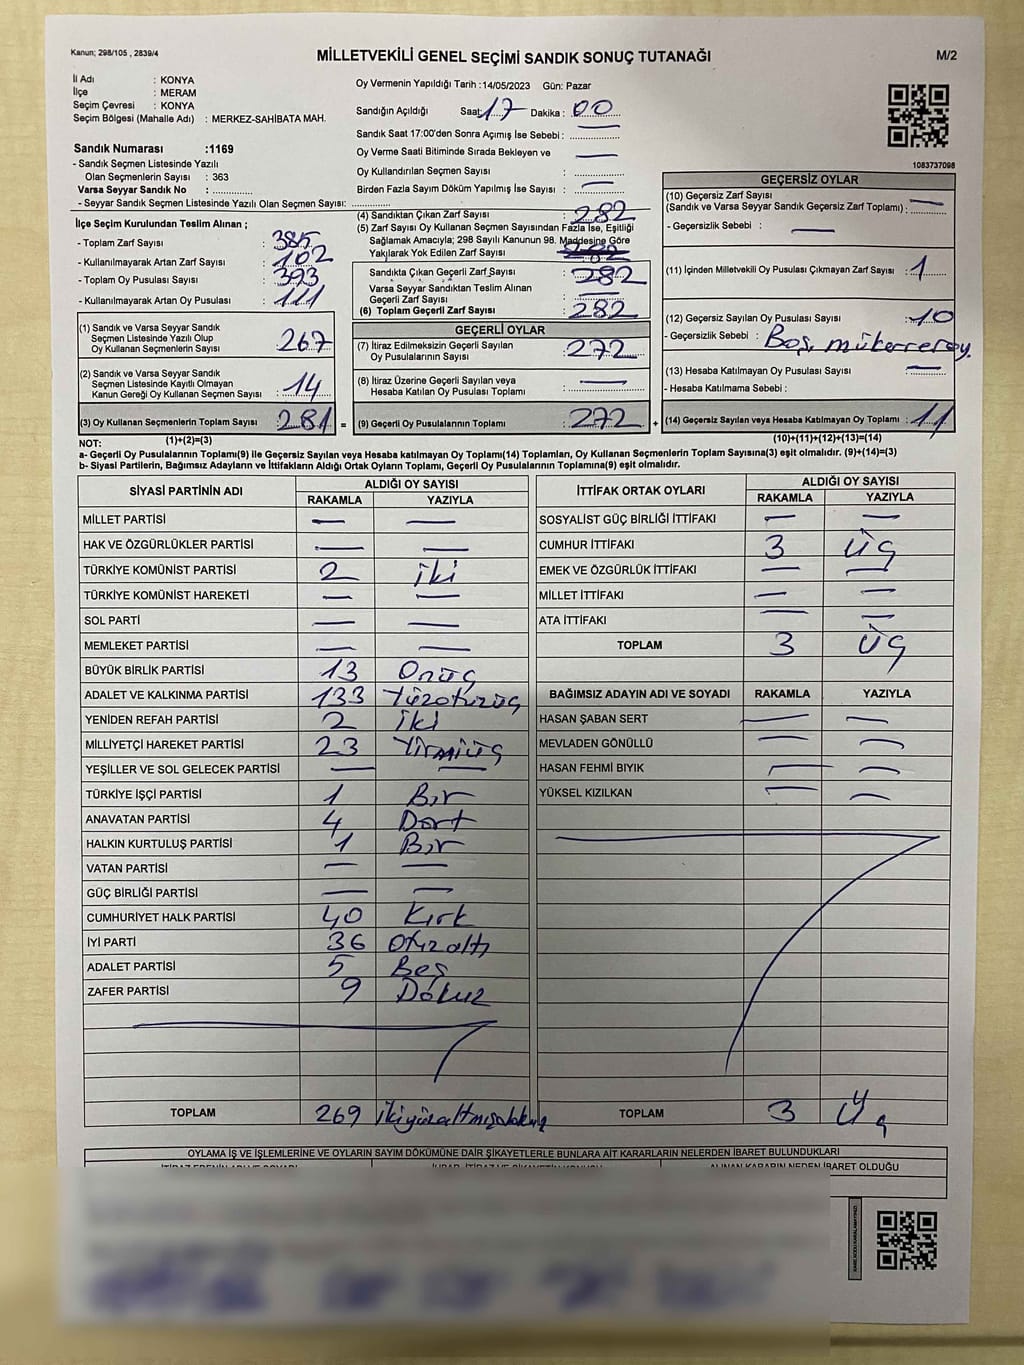 Kanun; 298/105 , 2839/4
MİLLETVEKİLİ GENEL SEÇİMİ SANDIK SONUÇ TUTANAĞI
M/2
İl Adı : KONYA
İlçe : MERAM
Seçim Çevresi : KONYA
Seçim Bölgesi (Mahalle Adı) : MERKEZ-SAHİBATA MAH.
Sandık Numarası :1169
- Sandık Seçmen Listesinde Yazılı
Olan Seçmenlerin Sayısı : 363
Varsa Seyyar Sandık No : ..............
- Seyyar Sandık Seçmen Listesinde Yazılı Olan Seçmen Sayısı: ..............
Oy Vermenin Yapıldığı Tarih :14/05/2023 Gün: Pazar
Sandığın Açıldığı Saat: 17 Dakika : 00
Sandık Saat 17:00'den Sonra Açımış İse Sebebi : —
Oy Verme Saati Bitiminde Sırada Bekleyen ve
Oy Kullandırılan Seçmen Sayısı : —
Birden Fazla Sayım Döküm Yapılmış İse Sayısı : —
1083737098
İlçe Seçim Kurulundan Teslim Alınan ;
- Toplam Zarf Sayısı : 385
- Kullanılmayarak Artan Zarf Sayısı : 102
- Toplam Oy Pusulası Sayısı : 393
- Kullanılmayarak Artan Oy Pusulası : 111
(1) Sandık ve Varsa Seyyar Sandık
Seçmen Listesinde Yazılı Olup
Oy Kullanan Seçmenlerin Sayısı : 267
(2) Sandık ve Varsa Seyyar Sandık
Seçmen Listesinde Kayıtlı Olmayan
Kanun Gereği Oy Kullanan Seçmen Sayısı : 14
(3) Oy Kullanan Seçmenlerin Toplam Sayısı : 281
(1)+(2)=(3)
(4) Sandıktan Çıkan Zarf Sayısı : 282
(5) Zarf Sayısı Oy Kullanan Seçmen Sayısından Fazla İse, Eşitliği
Sağlamak Amacıyla; 298 Sayılı Kanunun 98. Maddesine Göre
Yakılarak Yok Edilen Zarf Sayısı :
Sandıkta Çıkan Geçerli Zarf Sayısı : 282
Varsa Seyyar Sandıktan Teslim Alınan
Geçerli Zarf Sayısı : —
(6) Toplam Geçerli Zarf Sayısı : 282
GEÇERLİ OYLAR
(7) İtiraz Edilmeksizin Geçerli Sayılan
Oy Pusulalarının Sayısı : 272
(8) İtiraz Üzerine Geçerli Sayılan veya
Hesaba Katılan Oy Pusulası Toplamı : —
= (9) Geçerli Oy Pusulalarının Toplamı : 272 +
GEÇERSİZ OYLAR
(10) Geçersiz Zarf Sayısı
(Sandık ve Varsa Seyyar Sandık Geçersiz Zarf Toplamı) : —
- Geçersizlik Sebebi : —
(11) İçinden Milletvekili Oy Pusulası Çıkmayan Zarf Sayısı : 1
(12) Geçersiz Sayılan Oy Pusulası Sayısı : 10
- Geçersizlik Sebebi : Boş, mükerrer oy.
(13) Hesaba Katılmayan Oy Pusulası Sayısı : —
- Hesaba Katılmama Sebebi :
(14) Geçersiz Sayılan veya Hesaba Katılmayan Oy Toplamı : 11
(10)+(11)+(12)+(13)=(14)
NOT:
a- Geçerli Oy Pusulalarının Toplamı(9) ile Geçersiz Sayılan veya Hesaba katılmayan Oy Toplamı(14) Toplamları, Oy Kullanan Seçmenlerin Toplam Sayısına(3) eşit olmalıdır. (9)+(14)=(3)
b- Siyasi Partilerin, Bağımsız Adayların ve İttifakların Aldığı Ortak Oyların Toplamı, Geçerli Oy Pusulalarının Toplamına(9) eşit olmalıdır.
SİYASİ PARTİNİN ADI ALDIĞI OY SAYISI
RAKAMLA YAZIYLA
MİLLET PARTİSİ — —
HAK VE ÖZGÜRLÜKLER PARTİSİ — —
TÜRKİYE KOMÜNİST PARTİSİ 2 iki
TÜRKİYE KOMÜNİST HAREKETİ — —
SOL PARTİ — —
MEMLEKET PARTİSİ — —
BÜYÜK BİRLİK PARTİSİ 13 Onüç
ADALET VE KALKINMA PARTİSİ 133 Yüzotuzüç
YENİDEN REFAH PARTİSİ 2 iki
MİLLİYETÇİ HAREKET PARTİSİ 23 Yirmiüç
YEŞİLLER VE SOL GELECEK PARTİSİ — —
TÜRKİYE İŞÇİ PARTİSİ 1 Bir
ANAVATAN PARTİSİ 4 Dört
HALKIN KURTULUŞ PARTİSİ 1 Bir
VATAN PARTİSİ — —
GÜÇ BİRLİĞİ PARTİSİ — —
CUMHURİYET HALK PARTİSİ 40 Kırk
İYİ PARTİ 36 Otuzaltı
ADALET PARTİSİ 5 Beş
ZAFER PARTİSİ 9 Dokuz
TOPLAM 269 ikiyüzaltmışdokuz
İTTİFAK ORTAK OYLARI ALDIĞI OY SAYISI
RAKAMLA YAZIYLA
SOSYALİST GÜÇ BİRLİĞİ İTTİFAKI — —
CUMHUR İTTİFAKI 3 üç
EMEK VE ÖZGÜRLÜK İTTİFAKI — —
MİLLET İTTİFAKI — —
ATA İTTİFAKI — —
TOPLAM 3 üç
BAĞIMSIZ ADAYIN ADI VE SOYADI RAKAMLA YAZIYLA
HASAN ŞABAN SERT — —
MEVLADEN GÖNÜLLÜ — —
HASAN FEHMİ BIYIK — —
YÜKSEL KIZILKAN — —
TOPLAM 3 Üç
OYLAMA İŞ VE İŞLEMLERİNE VE OYLARIN SAYIM DÖKÜMÜNE DAİR ŞİKAYETLERLE BUNLARA AİT KARARLARIN NELERDEN İBARET BULUNDUKLARI
ALINAN KARARIN NEDEN İBARET OLDUĞU